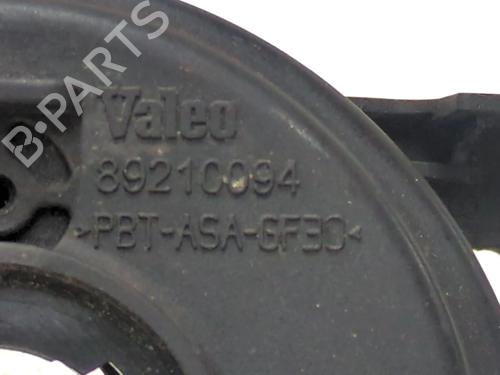 B-PARTS
Valeo
89210094
>PBT-ASA-GF30<